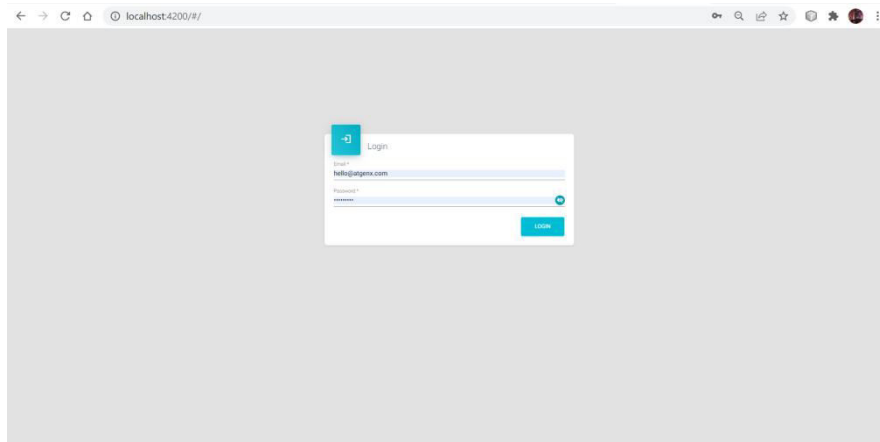 localhost:4200/#/
Login
Email *
hello@atgenx.com
Password *
•••••••••
LOGIN